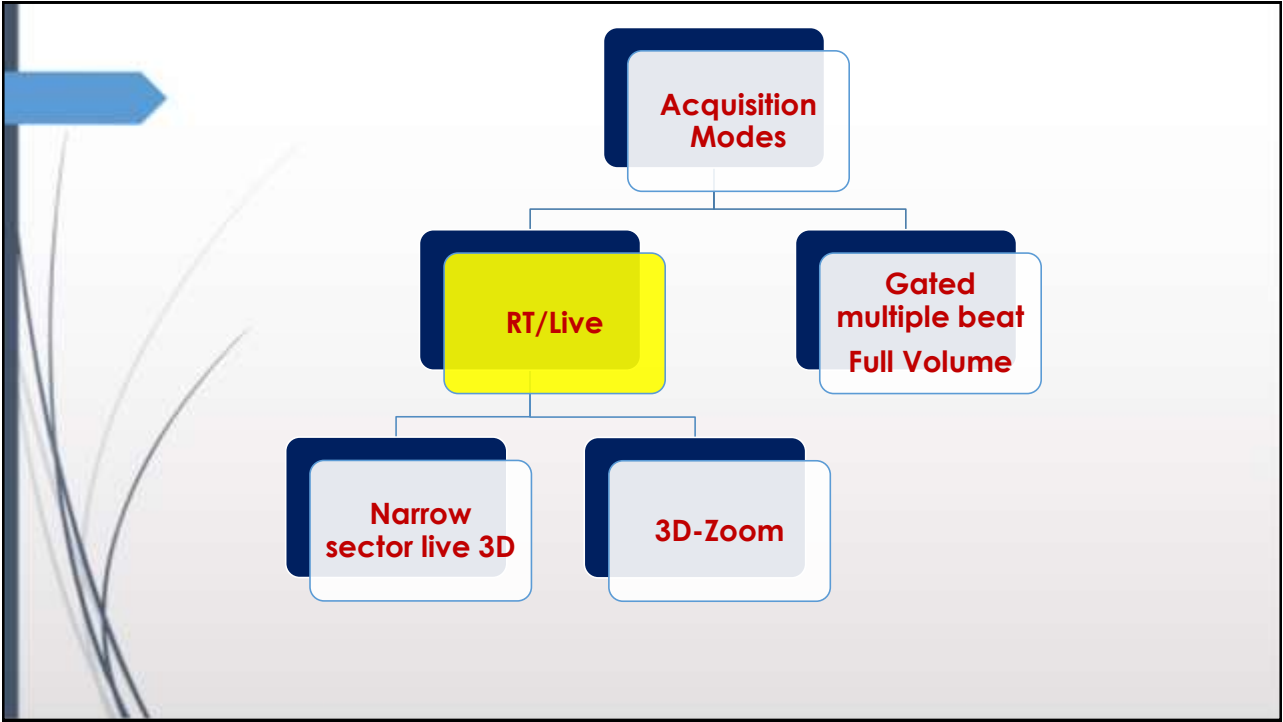 Acquisition
Modes
RT/Live
Gated
multiple beat
Full Volume
Narrow
sector live 3D
3D-Zoom